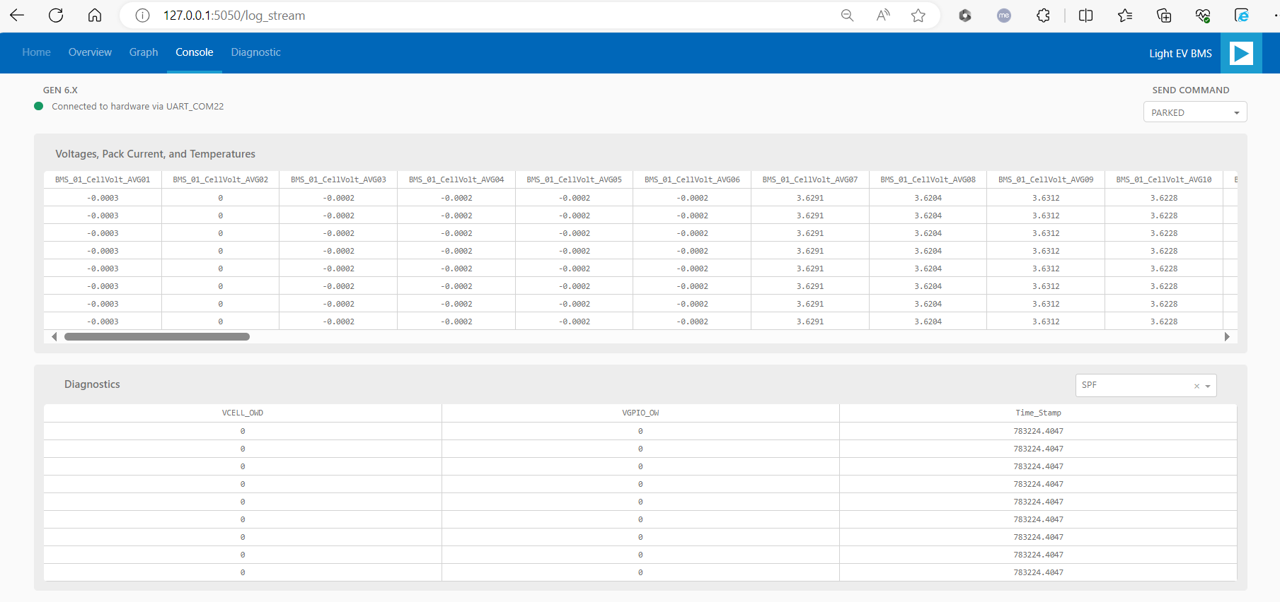 127.0.0.1:5050/log_stream
me
Home Overview Graph Console Diagnostic Light EV BMS
GEN 6.X SEND COMMAND
Connected to hardware via UART_COM22 PARKED
Voltages, Pack Current, and Temperatures
BMS_01_CellVolt_AVG01 BMS_01_CellVolt_AVG02 BMS_01_CellVolt_AVG03 BMS_01_CellVolt_AVG04 BMS_01_CellVolt_AVG05 BMS_01_CellVolt_AVG06 BMS_01_CellVolt_AVG07 BMS_01_CellVolt_AVG08 BMS_01_CellVolt_AVG09 BMS_01_CellVolt_AVG10
-0.0003 0 -0.0002 -0.0002 -0.0002 -0.0002 3.6291 3.6204 3.6312 3.6228
-0.0003 0 -0.0002 -0.0002 -0.0002 -0.0002 3.6291 3.6204 3.6312 3.6228
-0.0003 0 -0.0002 -0.0002 -0.0002 -0.0002 3.6291 3.6204 3.6312 3.6228
-0.0003 0 -0.0002 -0.0002 -0.0002 -0.0002 3.6291 3.6204 3.6312 3.6228
-0.0003 0 -0.0002 -0.0002 -0.0002 -0.0002 3.6291 3.6204 3.6312 3.6228
-0.0003 0 -0.0002 -0.0002 -0.0002 -0.0002 3.6291 3.6204 3.6312 3.6228
-0.0003 0 -0.0002 -0.0002 -0.0002 -0.0002 3.6291 3.6204 3.6312 3.6228
-0.0003 0 -0.0002 -0.0002 -0.0002 -0.0002 3.6291 3.6204 3.6312 3.6228
Diagnostics SPF
VCELL_OWD VGPIO_OW Time_Stamp
0 0 783224.4047
0 0 783224.4047
0 0 783224.4047
0 0 783224.4047
0 0 783224.4047
0 0 783224.4047
0 0 783224.4047
0 0 783224.4047
0 0 783224.4047